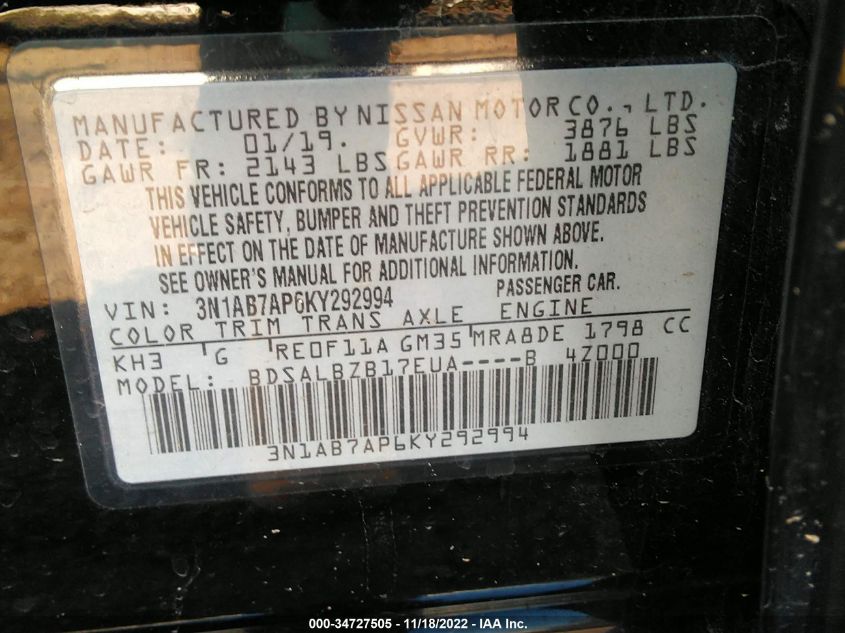 MANUFACTURED BY NISSAN MOTOR CO., LTD.
DATE: 01/19. GVWR: 3876 LBS
GAWR FR: 2143 LBS GAWR RR: 1881 LBS
THIS VEHICLE CONFORMS TO ALL APPLICABLE FEDERAL MOTOR
VEHICLE SAFETY, BUMPER AND THEFT PREVENTION STANDARDS
IN EFFECT ON THE DATE OF MANUFACTURE SHOWN ABOVE.
SEE OWNER'S MANUAL FOR ADDITIONAL INFORMATION.
PASSENGER CAR.
VIN: 3N1AB7AP6KY292994
COLOR TRIM TRANS AXLE ENGINE
KH3 G RE0F11A GM35 MRA8DE 1798 CC
MODEL: BDSALBZB17EUA----B 4Z000
3N1AB7AP6KY292994
000-34727505 - 11/18/2022 - IAA Inc.